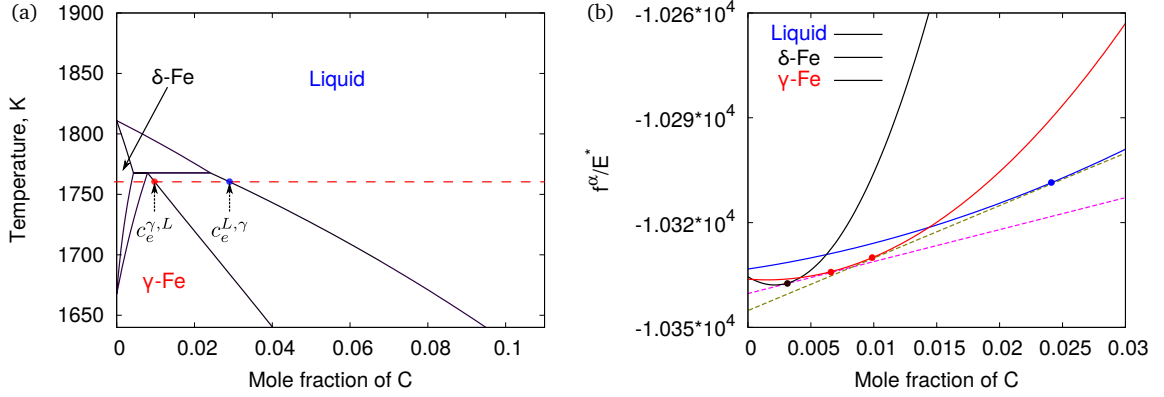 (a)
1900
1850
1800
1750
1700
1650
Temperature, K
δ-Fe
Liquid
γ-Fe
c_e^{γ,L}
c_e^{L,γ}
0 0.02 0.04 0.06 0.08 0.1
Mole fraction of C
(b)
-1.026*10^4
-1.029*10^4
-1.032*10^4
-1.035*10^4
f^α/E^*
Liquid
δ-Fe
γ-Fe
0 0.005 0.01 0.015 0.02 0.025 0.03
Mole fraction of C